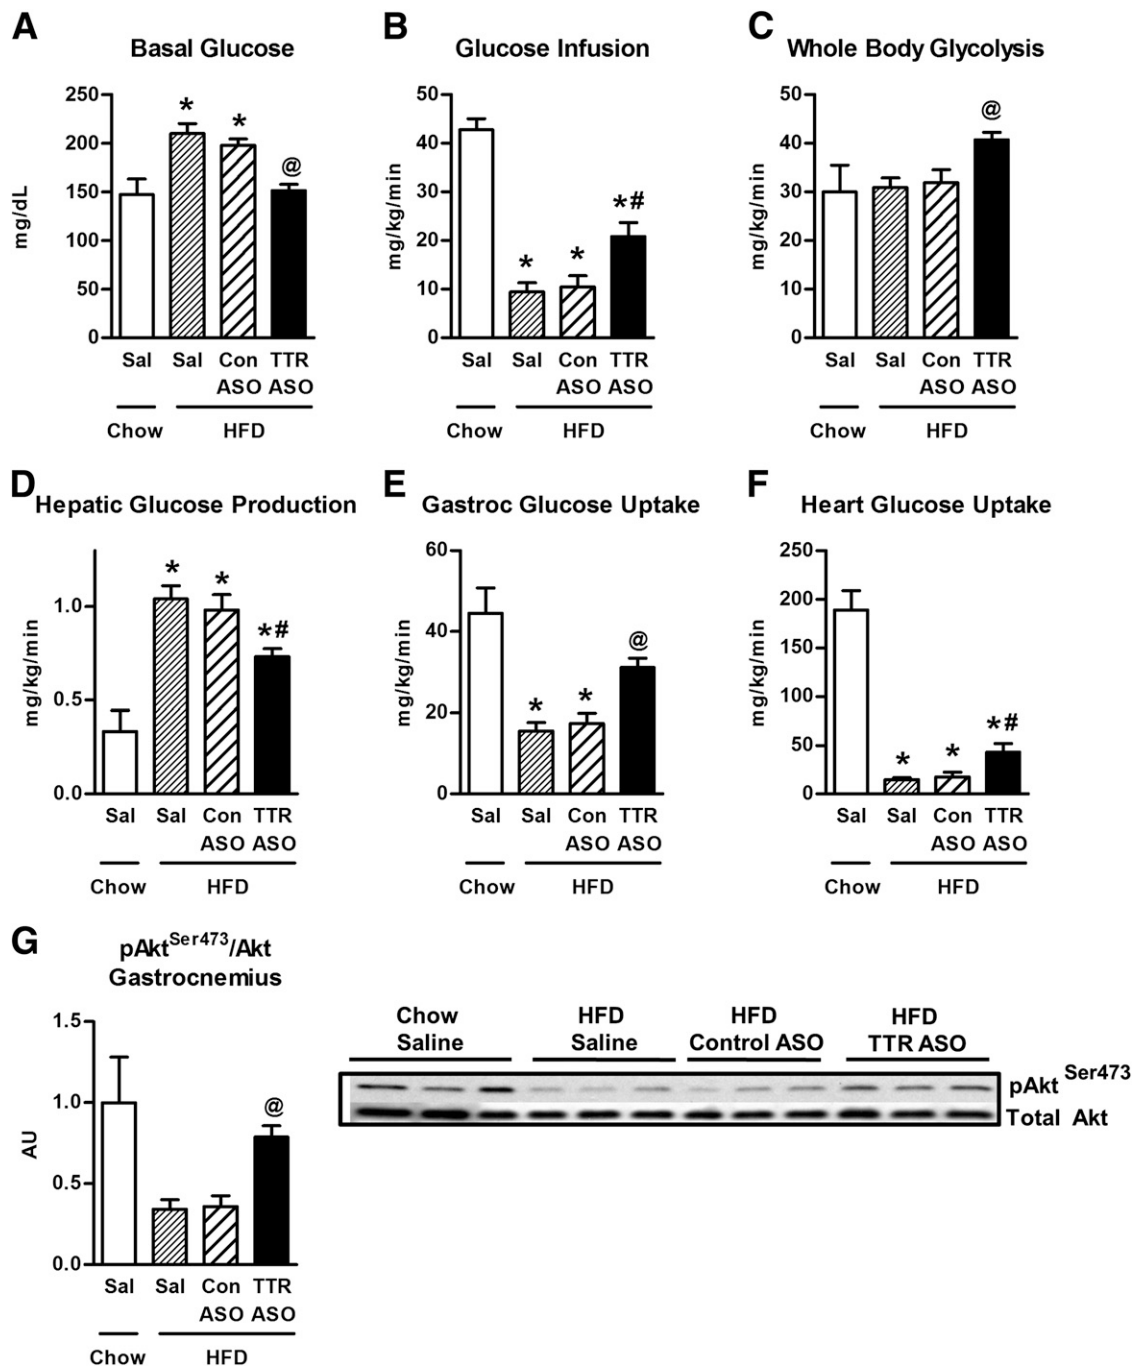 A
Basal Glucose
250
200
150
100
50
0
mg/dL
*
*
@
Sal Sal Con TTR
ASO ASO
Chow HFD
B
Glucose Infusion
50
40
30
20
10
0
mg/kg/min
*
*
*#
Sal Sal Con TTR
ASO ASO
Chow HFD
C
Whole Body Glycolysis
50
40
30
20
10
0
mg/kg/min
@
Sal Sal Con TTR
ASO ASO
Chow HFD
D
Hepatic Glucose Production
1.0
0.5
0.0
mg/kg/min
*
*
*#
Sal Sal Con TTR
ASO ASO
Chow HFD
E
Gastroc Glucose Uptake
60
40
20
0
mg/kg/min
*
*
@
Sal Sal Con TTR
ASO ASO
Chow HFD
F
Heart Glucose Uptake
250
200
150
100
50
0
mg/kg/min
*
*
*#
Sal Sal Con TTR
ASO ASO
Chow HFD
G
pAktSer473/Akt
Gastrocnemius
1.5
1.0
0.5
0.0
AU
@
Sal Sal Con TTR
ASO ASO
Chow HFD
Chow HFD HFD HFD
Saline Saline Control ASO TTR ASO
pAkt Ser473
Total Akt